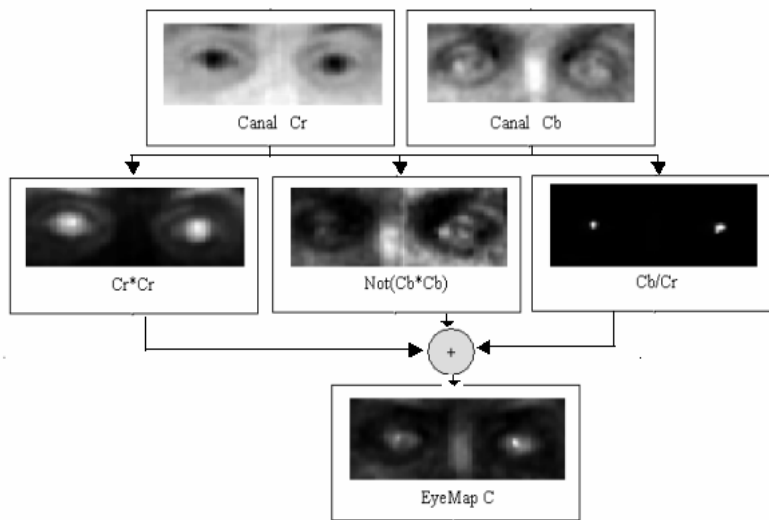 Canal Cr
Canal Cb
Cr*Cr
Not(Cb*Cb)
Cb/Cr
+
EyeMap C